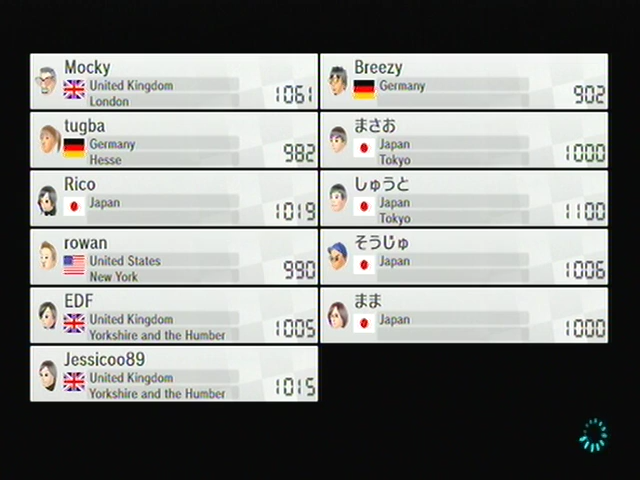 Mocky
United Kingdom
London
1061
tugba
Germany
Hesse
982
Rico
Japan
1019
rowan
United States
New York
990
EDF
United Kingdom
Yorkshire and the Humber
1005
Jessicoo89
United Kingdom
Yorkshire and the Humber
1015
Breezy
Germany
902
まさお
Japan
Tokyo
1000
しゅうと
Japan
Tokyo
1100
そうじゅ
Japan
1006
まま
Japan
1000